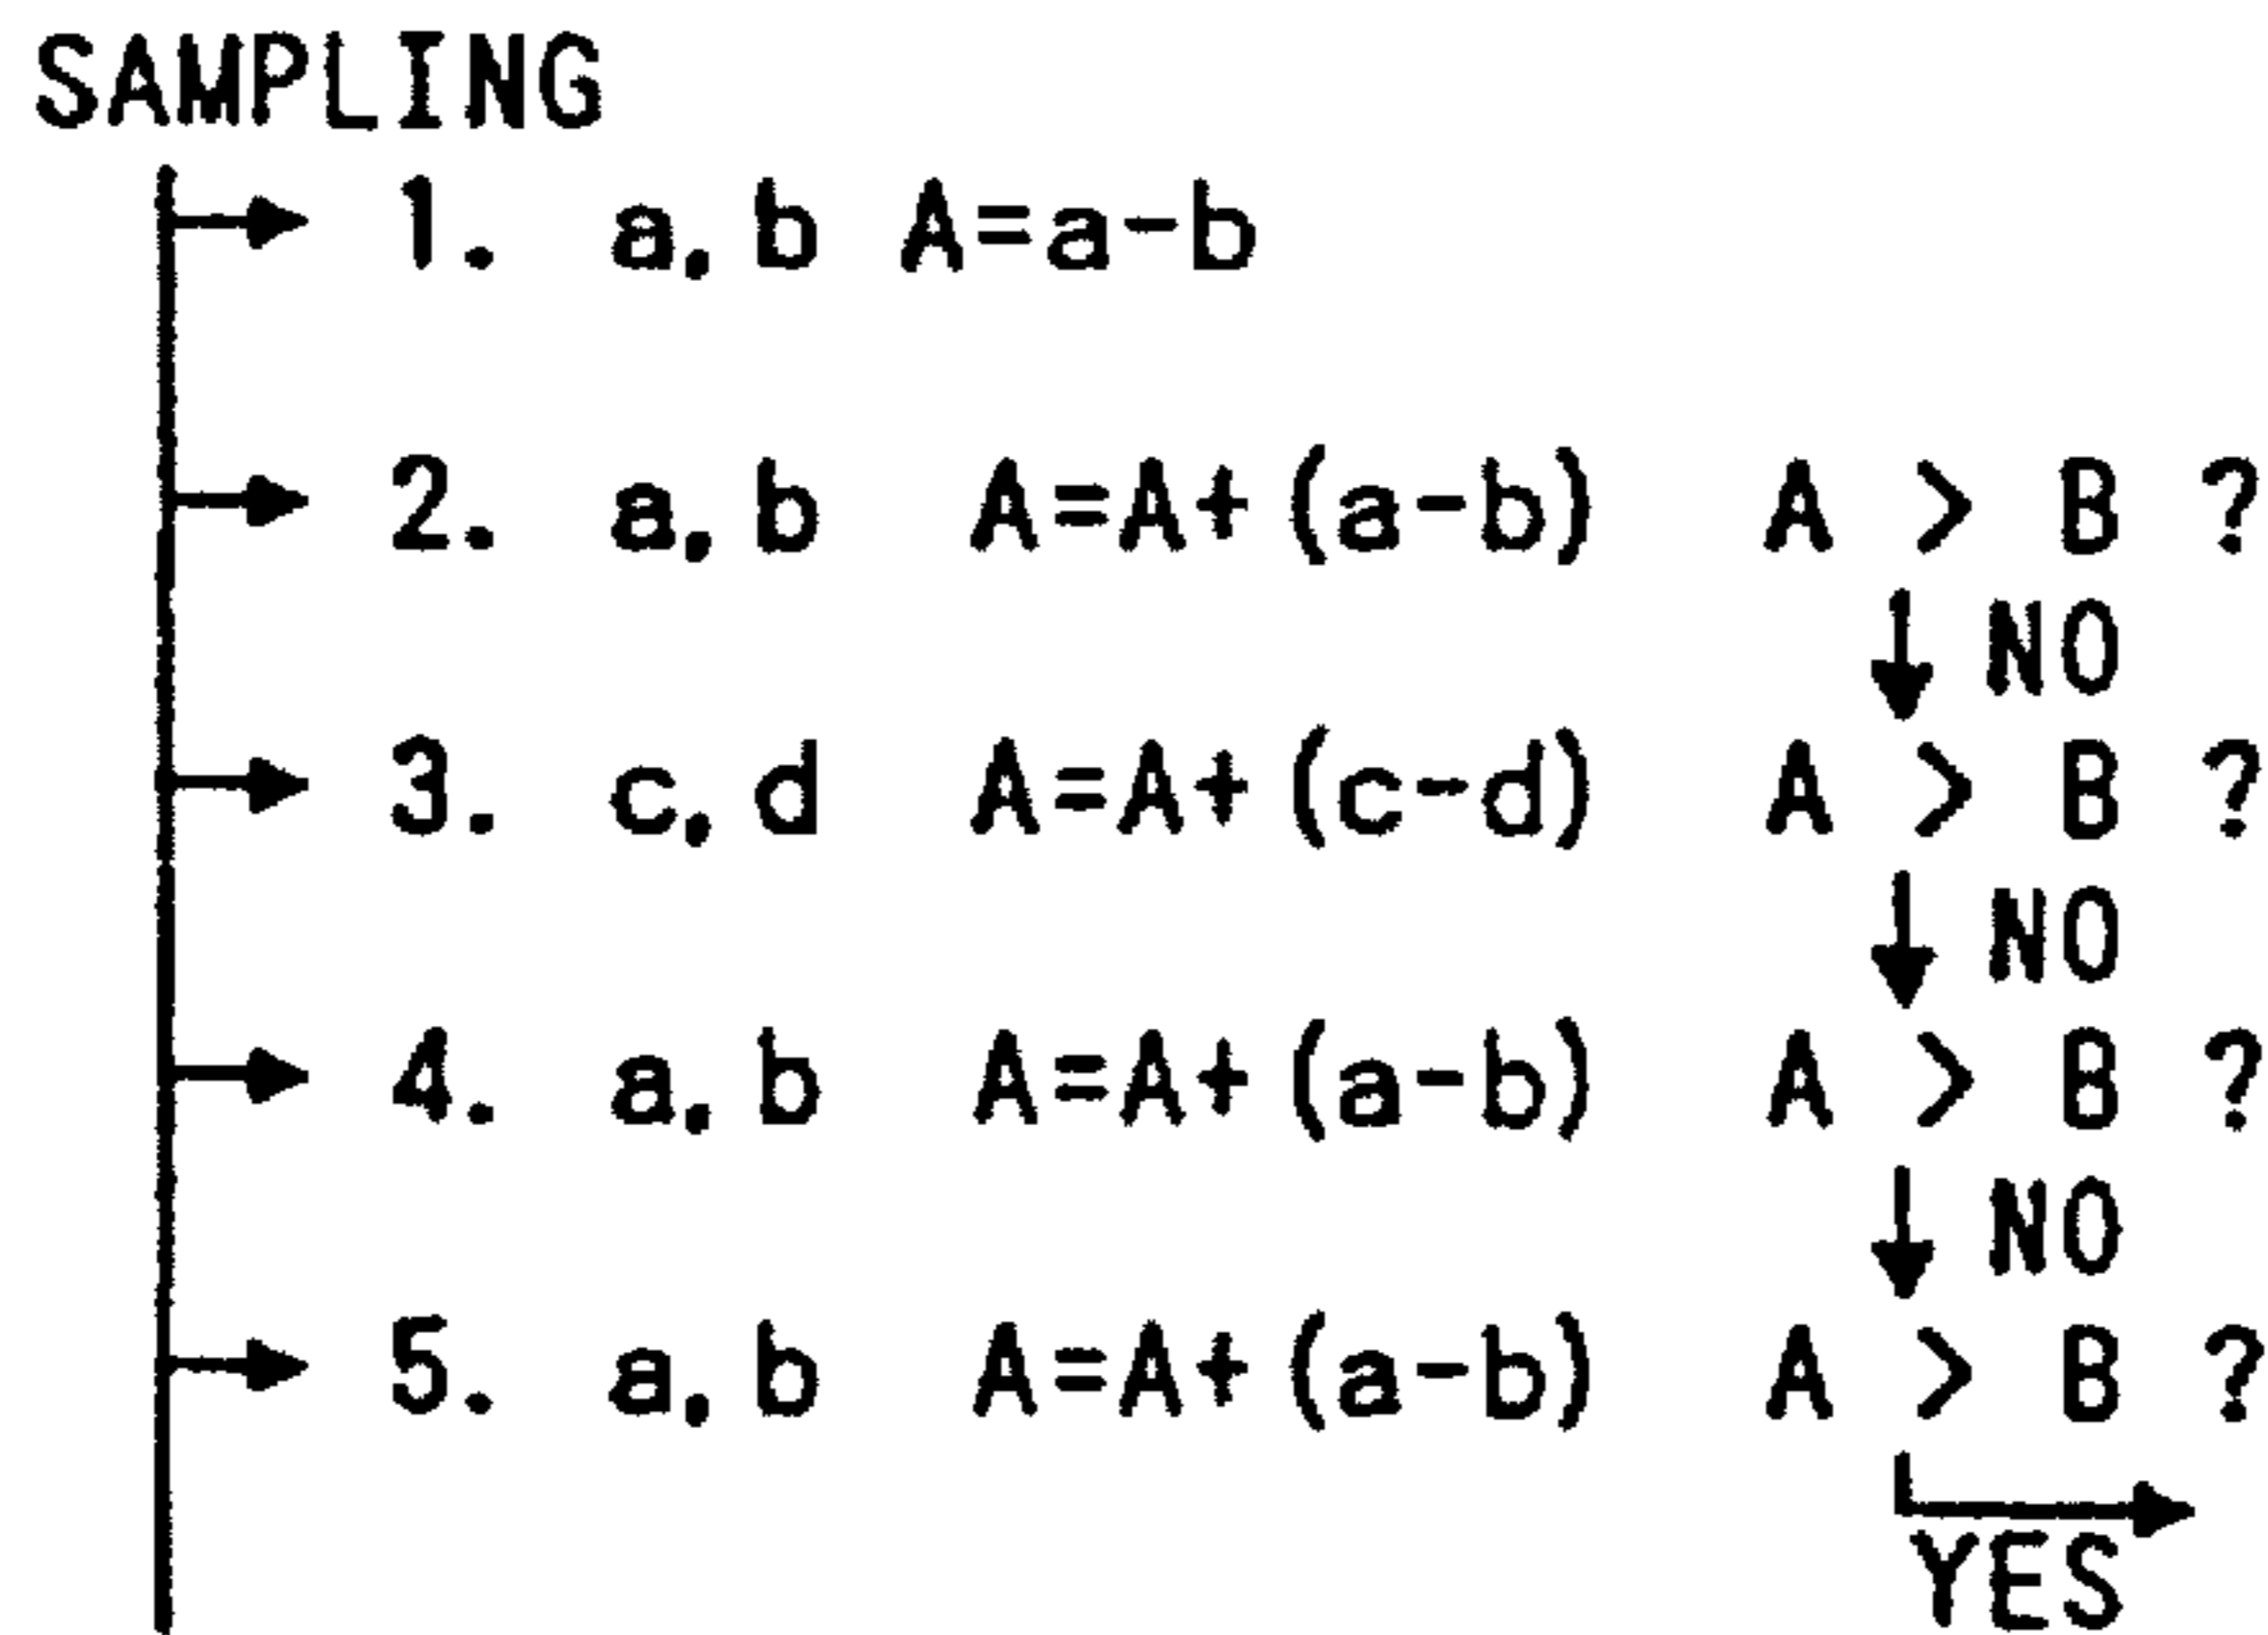 SAMPLING
1. a, b A=a-b
2. a, b A=A+(a-b) A > B ?
NO
3. c, d A=A+(c-d) A > B ?
NO
4. a, b A=A+(a-b) A > B ?
NO
5. a, b A=A+(a-b) A > B ?
YES